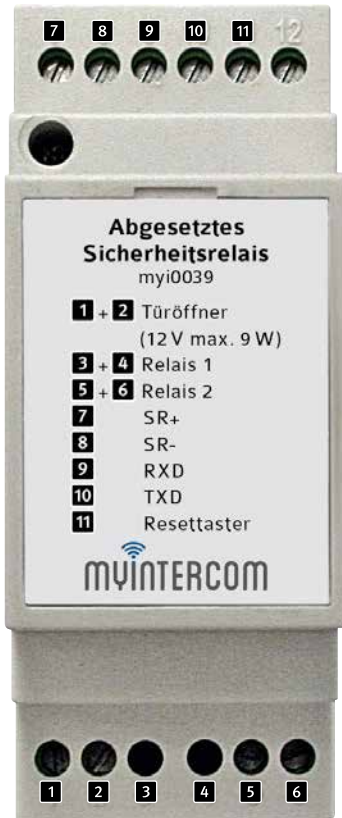 7 8 9 10 11 12
Abgesetztes
Sicherheitsrelais
myi0039
1 + 2 Türöffner
(12 V max. 9 W)
3 + 4 Relais 1
5 + 6 Relais 2
7 SR+
8 SR-
9 RXD
10 TXD
11 Resettaster
MYINTERCOM
1 2 3 4 5 6